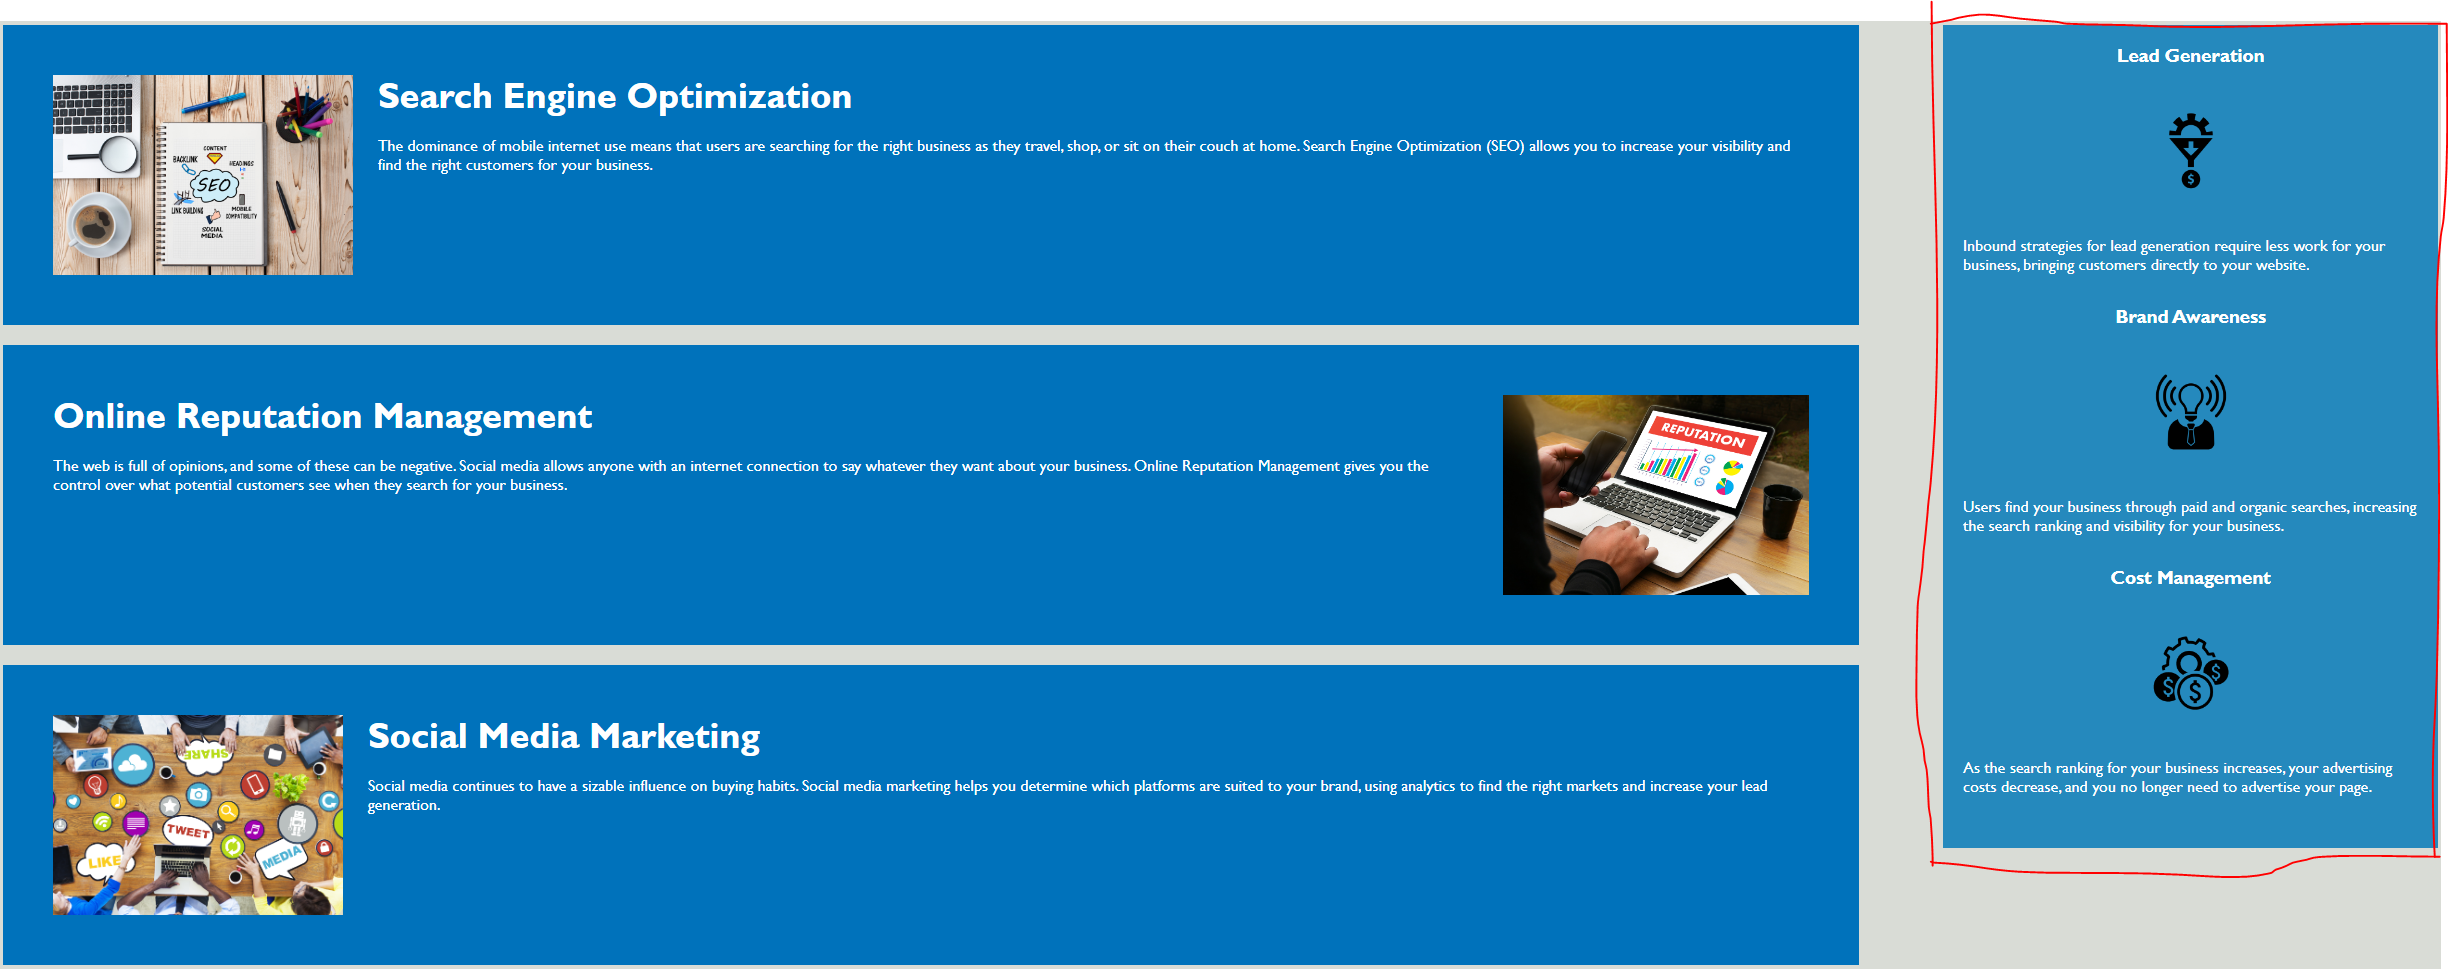 Search Engine Optimization
The dominance of mobile internet use means that users are searching for the right business as they travel, shop, or sit on their couch at home. Search Engine Optimization (SEO) allows you to increase your visibility and
find the right customers for your business.
CONTENT
BACKLINK
HEADINGS
SEO
LINK BUILDING
MOBILE
COMPATIBILITY
SOCIAL
MEDIA
Online Reputation Management
The web is full of opinions, and some of these can be negative. Social media allows anyone with an internet connection to say whatever they want about your business. Online Reputation Management gives you the
control over what potential customers see when they search for your business.
REPUTATION
Social Media Marketing
Social media continues to have a sizable influence on buying habits. Social media marketing helps you determine which platforms are suited to your brand, using analytics to find the right markets and increase your lead
generation.
SHARE
TWEET
LIKE
MEDIA
Lead Generation
$
Inbound strategies for lead generation require less work for your
business, bringing customers directly to your website.
Brand Awareness
Users find your business through paid and organic searches, increasing
the search ranking and visibility for your business.
Cost Management
$ $ $
As the search ranking for your business increases, your advertising
costs decrease, and you no longer need to advertise your page.